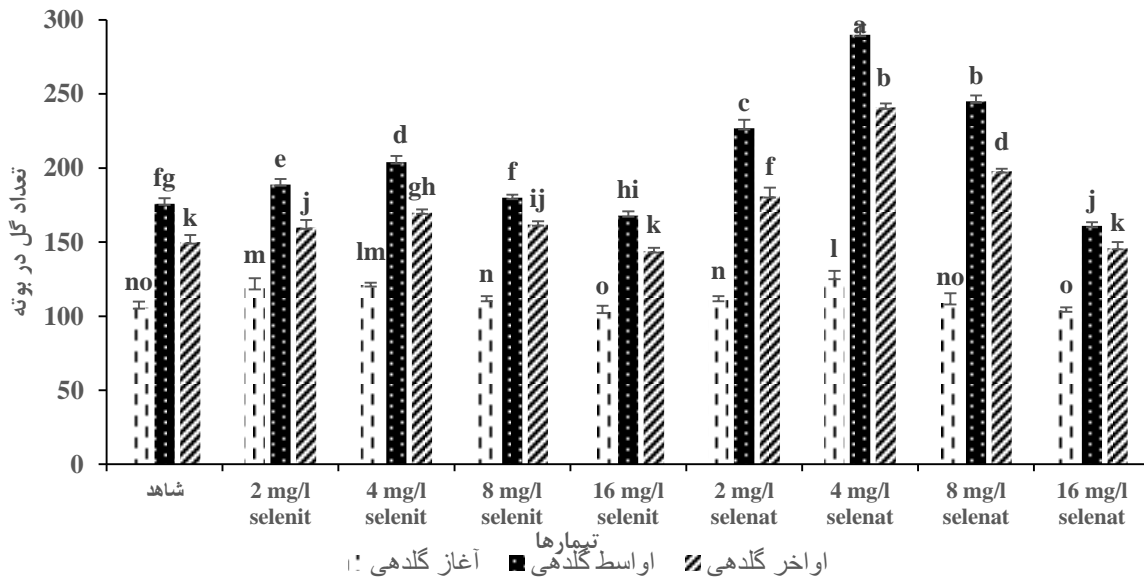 تعداد گل در بوته
300
250
200
150
100
50
0
no fg k
m e j
lm d gh
n f ij
o hi k
n c f
l a b
no b d
o j k
شاهد
2 mg/l selenit
4 mg/l selenit
8 mg/l selenit
16 mg/l selenit
2 mg/l selenat
4 mg/l selenat
8 mg/l selenat
16 mg/l selenat
تیمارها
آغاز گلدهی
اواسط گلدهی
اواخر گلدهی